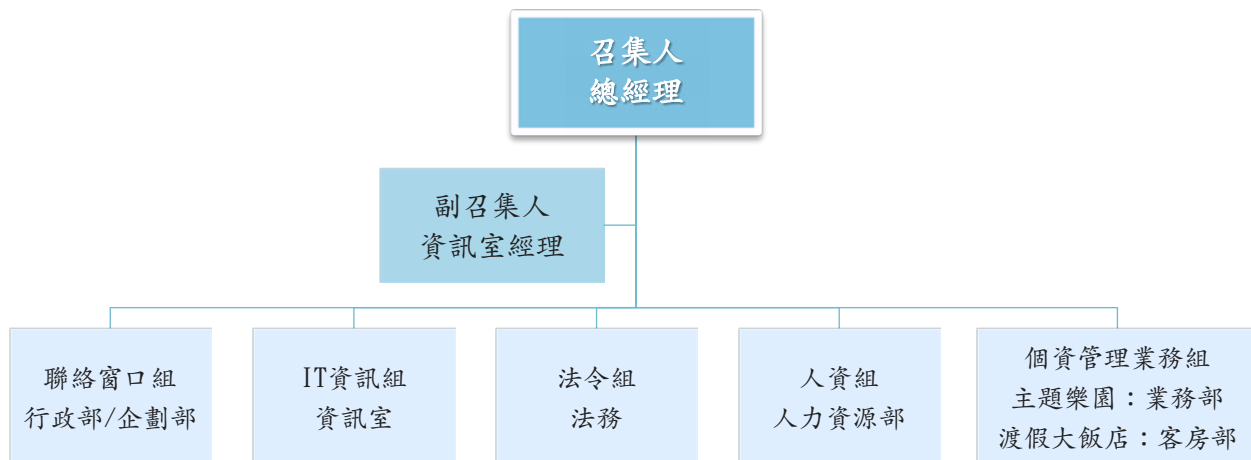 召集人
總經理
副召集人
資訊室經理
聯絡窗口組
行政部/企劃部
IT資訊組
資訊室
法令組
法務
人資組
人力資源部
個資管理業務組
主題樂園：業務部
渡假大飯店：客房部